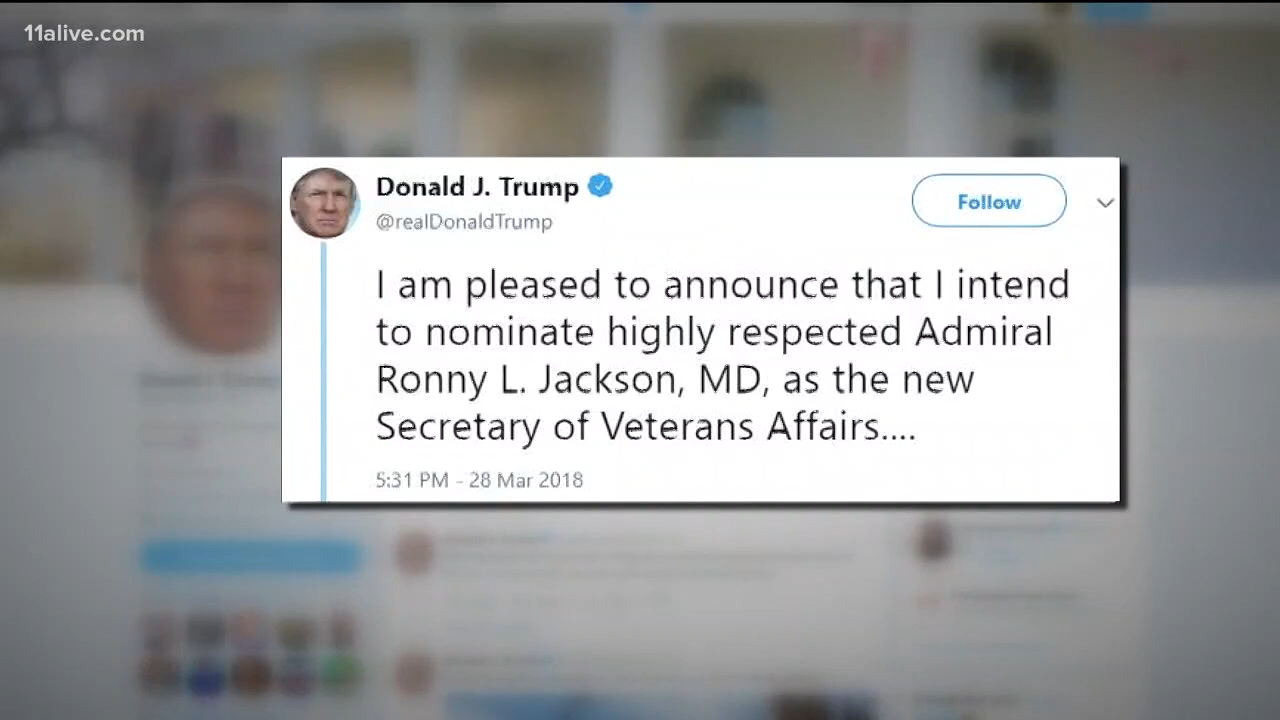 11alive.com
Donald J. Trump
@realDonaldTrump
Follow
I am pleased to announce that I intend
to nominate highly respected Admiral
Ronny L. Jackson, MD, as the new
Secretary of Veterans Affairs....
5:31 PM - 28 Mar 2018